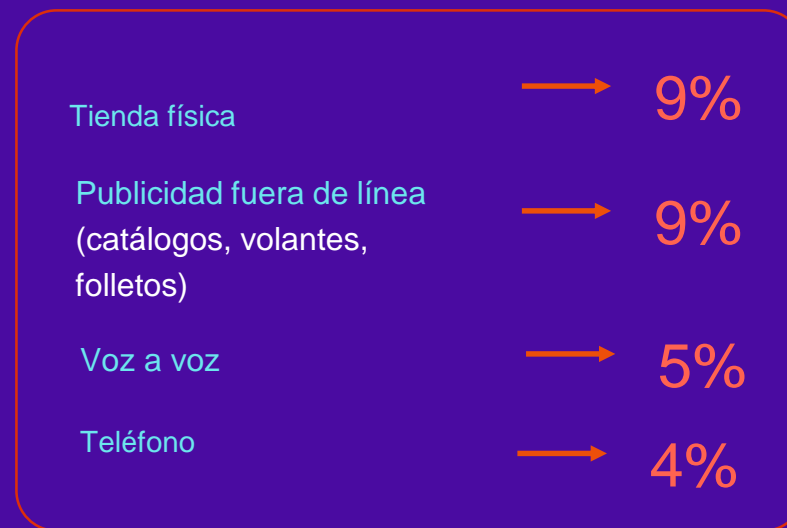 Tienda física 9%
Publicidad fuera de línea 9%
(catálogos, volantes,
folletos)
Voz a voz 5%
Teléfono 4%